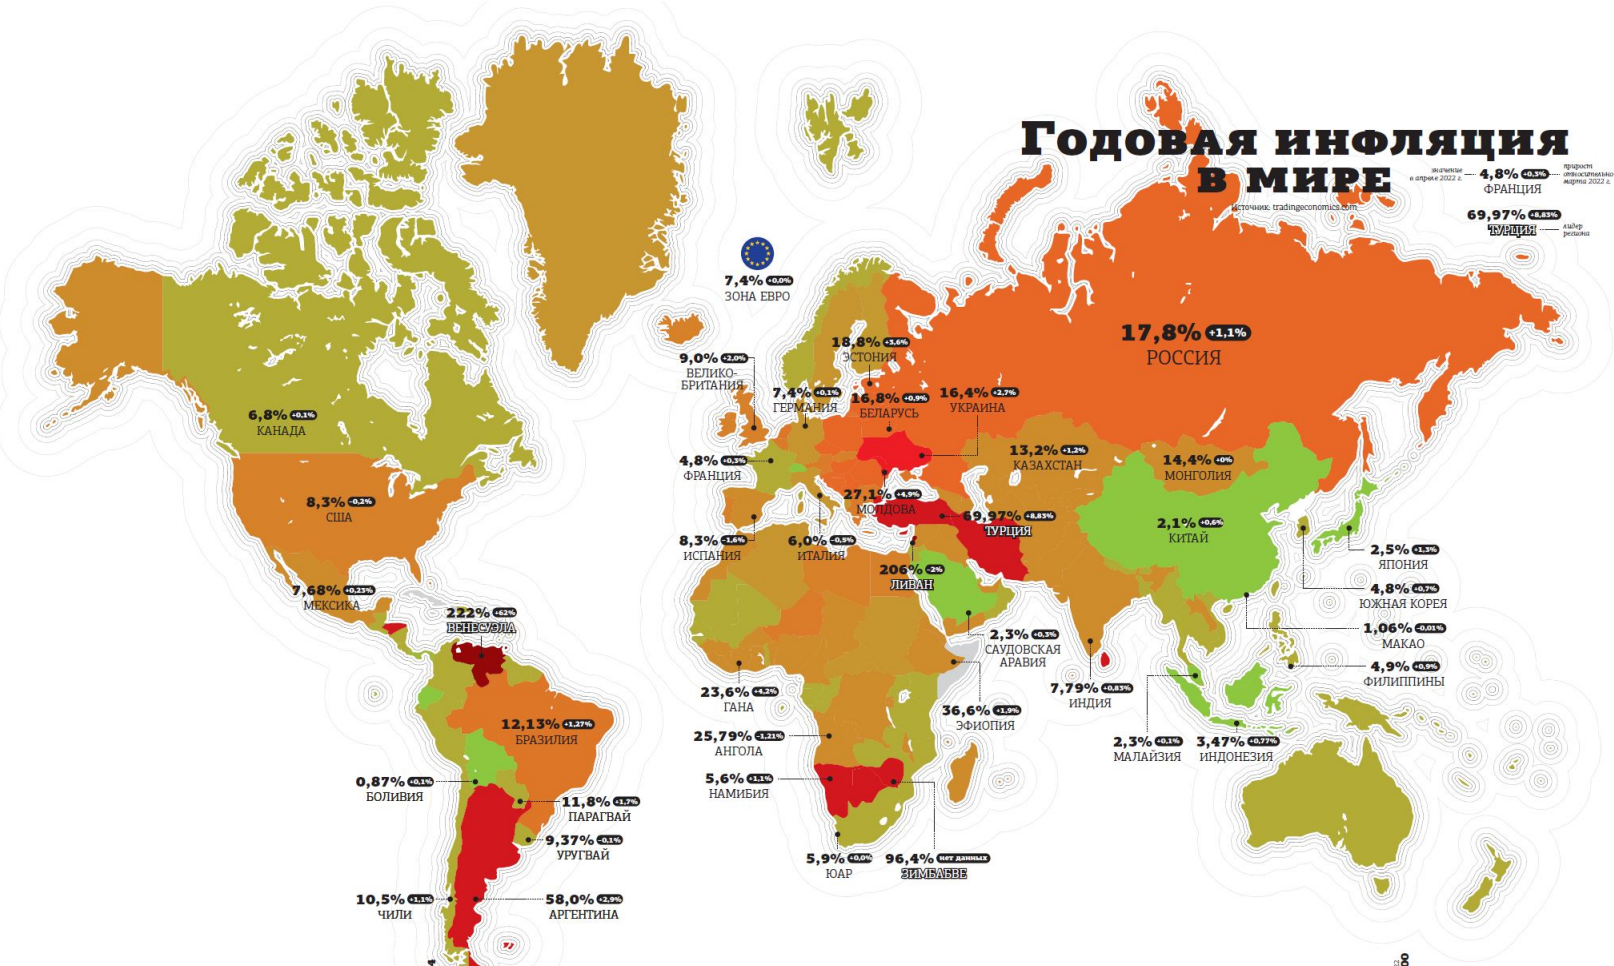 Годовая инфляция
в мире
Источник: tradingeconomics.com
значение
в апреле 2022 г.
4,8% +0,3%
ФРАНЦИЯ
прирост
относительно
марта 2022 г.
69,97% +8,83%
ТУРЦИЯ
лидер
региона
7,4% +0,0%
ЗОНА ЕВРО
17,8% +1,1%
РОССИЯ
18,8% +3,6%
ЭСТОНИЯ
9,0% +2,0%
ВЕЛИКО-
БРИТАНИЯ
7,4% +0,1%
ГЕРМАНИЯ
16,8% +0,9%
БЕЛАРУСЬ
16,4% +2,7%
УКРАИНА
6,8% +0,1%
КАНАДА
4,8% +0,3%
ФРАНЦИЯ
13,2% +1,2%
КАЗАХСТАН
14,4% +0%
МОНГОЛИЯ
8,3% -0,2%
США
27,1% +4,9%
МОЛДОВА
69,97% +8,83%
ТУРЦИЯ
2,1% +0,6%
КИТАЙ
8,3% -1,6%
ИСПАНИЯ
6,0% -0,5%
ИТАЛИЯ
2,5% +1,3%
ЯПОНИЯ
206% -2%
ЛИВАН
7,68% +0,23%
МЕКСИКА
4,8% +0,7%
ЮЖНАЯ КОРЕЯ
222% +62%
ВЕНЕСУЭЛА
2,3% +0,3%
САУДОВСКАЯ
АРАВИЯ
1,06% -0,01%
МАКАО
4,9% +0,9%
ФИЛИППИНЫ
23,6% +4,2%
ГАНА
7,79% +0,83%
ИНДИЯ
36,6% +1,9%
ЭФИОПИЯ
12,13% +1,27%
БРАЗИЛИЯ
25,79% -1,21%
АНГОЛА
2,3% +0,1%
МАЛАЙЗИЯ
3,47% +0,77%
ИНДОНЕЗИЯ
0,87% +0,1%
БОЛИВИЯ
5,6% +1,1%
НАМИБИЯ
11,8% +1,7%
ПАРАГВАЙ
9,37% -0,1%
УРУГВАЙ
5,9% +0,0%
ЮАР
96,4% нет данных
ЗИМБАБВЕ
10,5% +1,1%
ЧИЛИ
58,0% +2,9%
АРГЕНТИНА